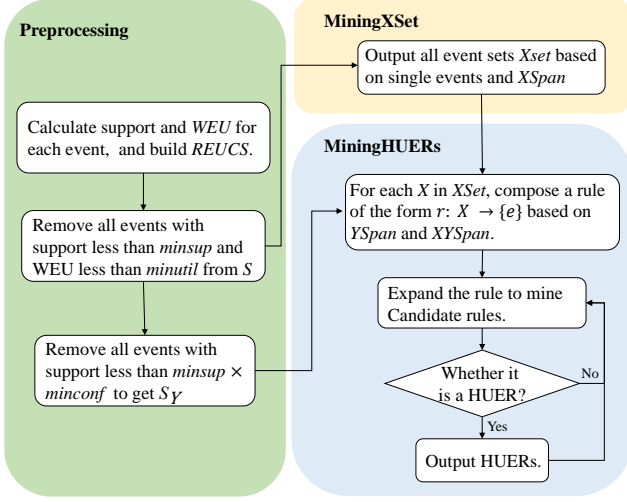 Preprocessing
Calculate support and WEU for
each event, and build REUCS.
Remove all events with
support less than minsup and
WEU less than minutil from S
Remove all events with
support less than minsup ×
minconf to get S_Y
MiningXSet
Output all event sets Xset based
on single events and XSpan
MiningHUERs
For each X in XSet, compose a rule
of the form r: X → {e} based on
YSpan and XYSpan.
Expand the rule to mine
Candidate rules.
Whether it
is a HUER?
No
Yes
Output HUERs.